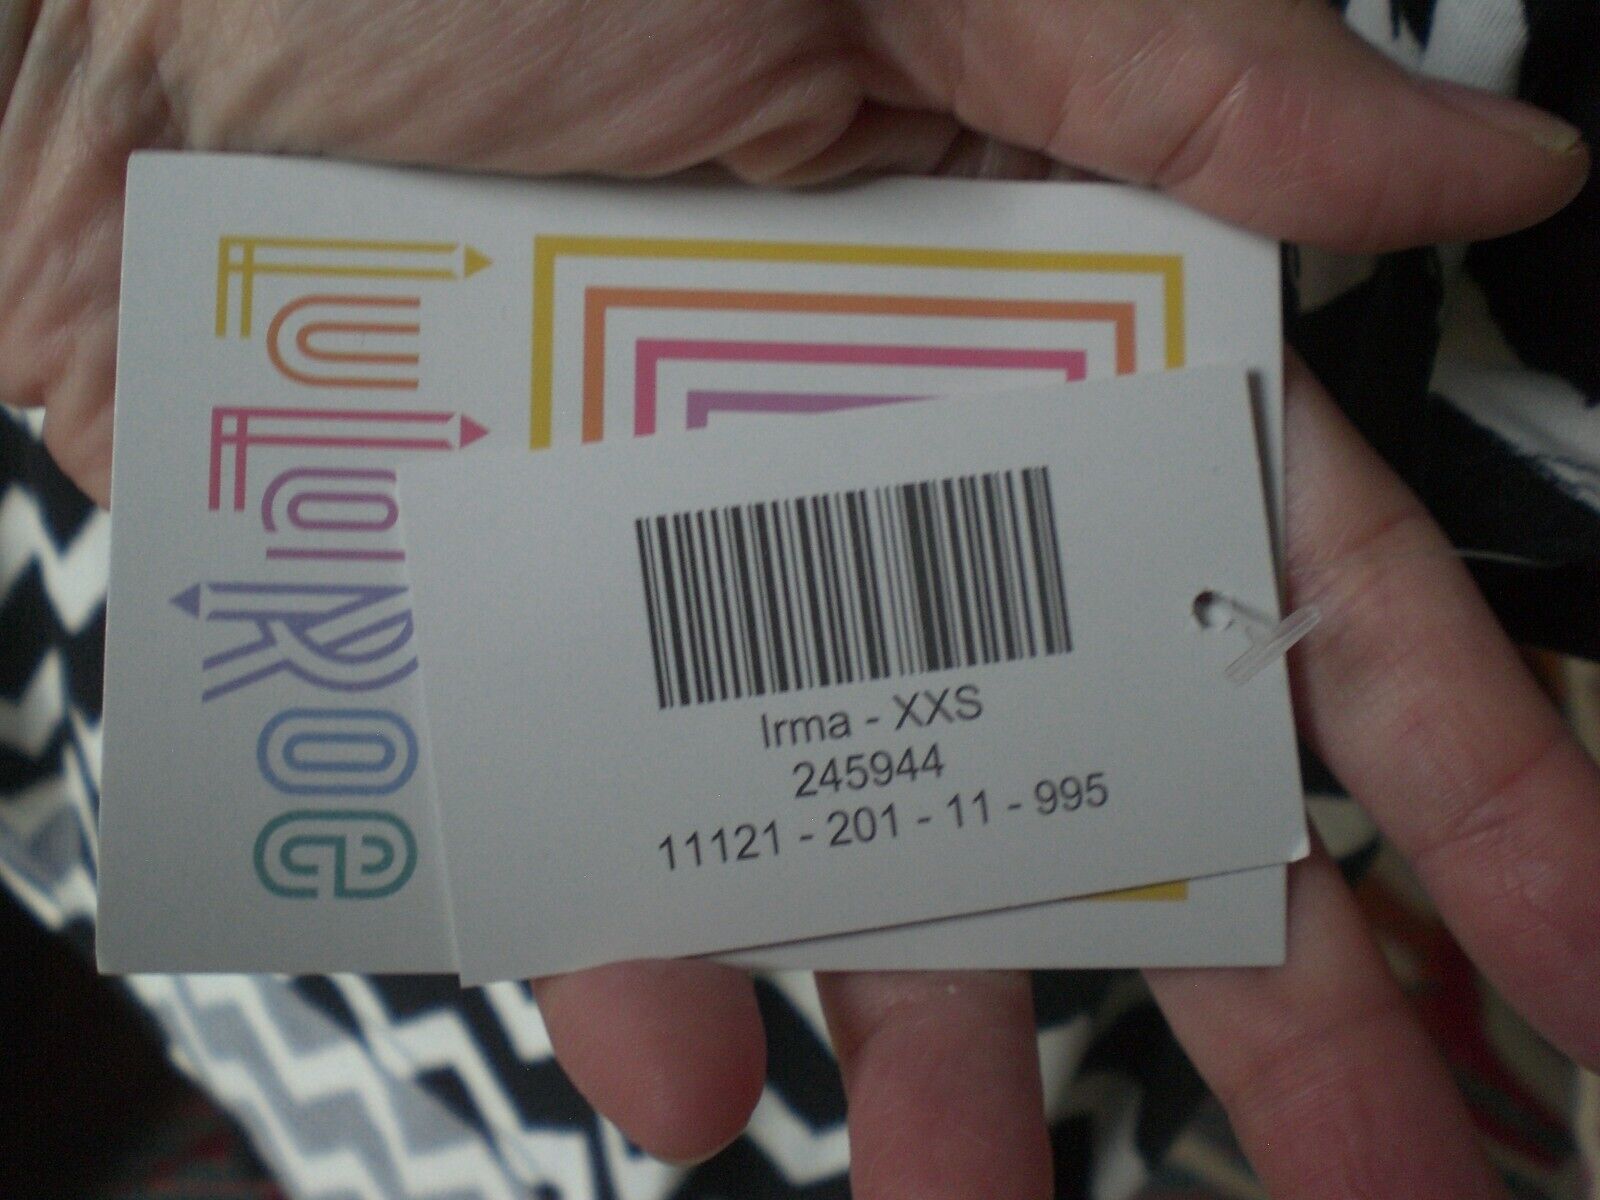 LuLaRoe
Irma - XXS
245944
11121 - 201 - 11 - 995